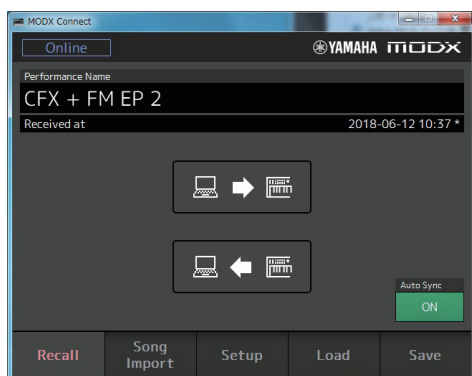 MODX Connect
Online
YAMAHA MODX
Performance Name
CFX + FM EP 2
Received at 2018-06-12 10:37 *
Auto Sync
ON
Recall Song Import Setup Load Save